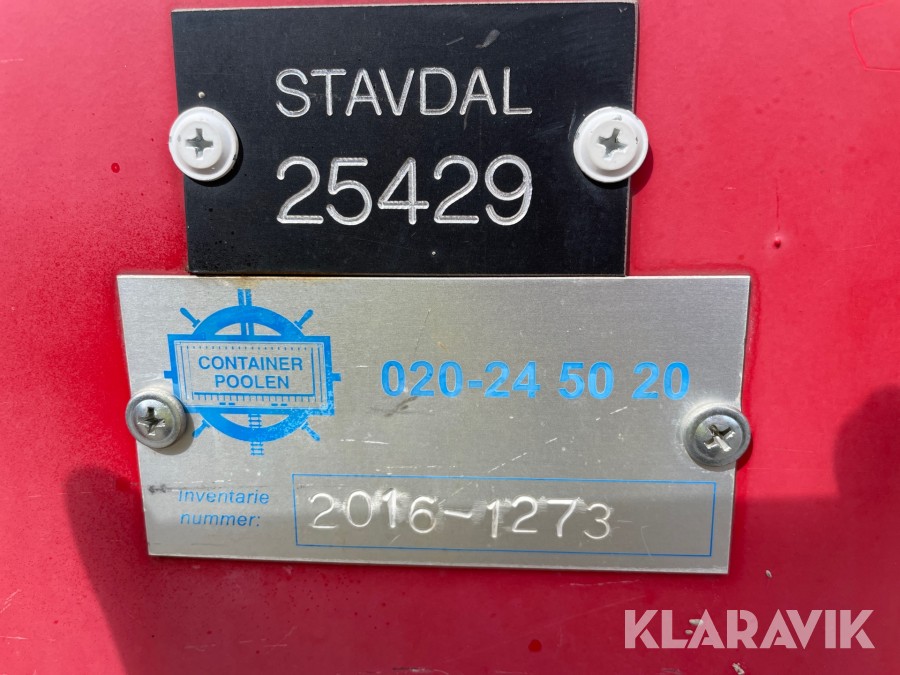 STAVDAL
25429
CONTAINER
POOLEN
020-24 50 20
Inventarie
nummer:
2016-1273
KLARAVIK